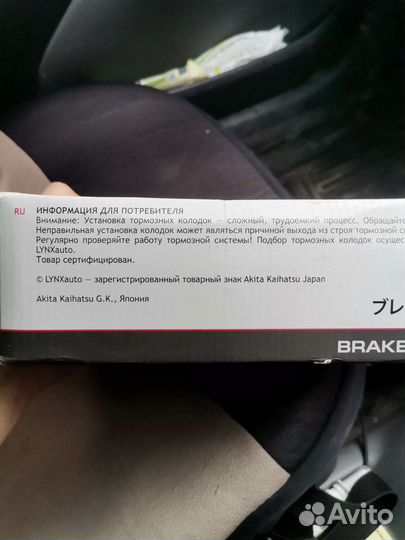 RU ИНФОРМАЦИЯ ДЛЯ ПОТРЕБИТЕЛЯ
Внимание: Установка тормозных колодок — сложный, трудоемкий процесс. Обращайте
Неправильная установка колодок может являться причиной выхода из строя тормозной си
Регулярно проверяйте работу тормозной системы! Подбор тормозных колодок осущес
LYNXauto.
Товар сертифицирован.
© LYNXauto — зарегистрированный товарный знак Akita Kaihatsu Japan
Akita Kaihatsu G.K., Япония
ブレ
BRAKE
Avito